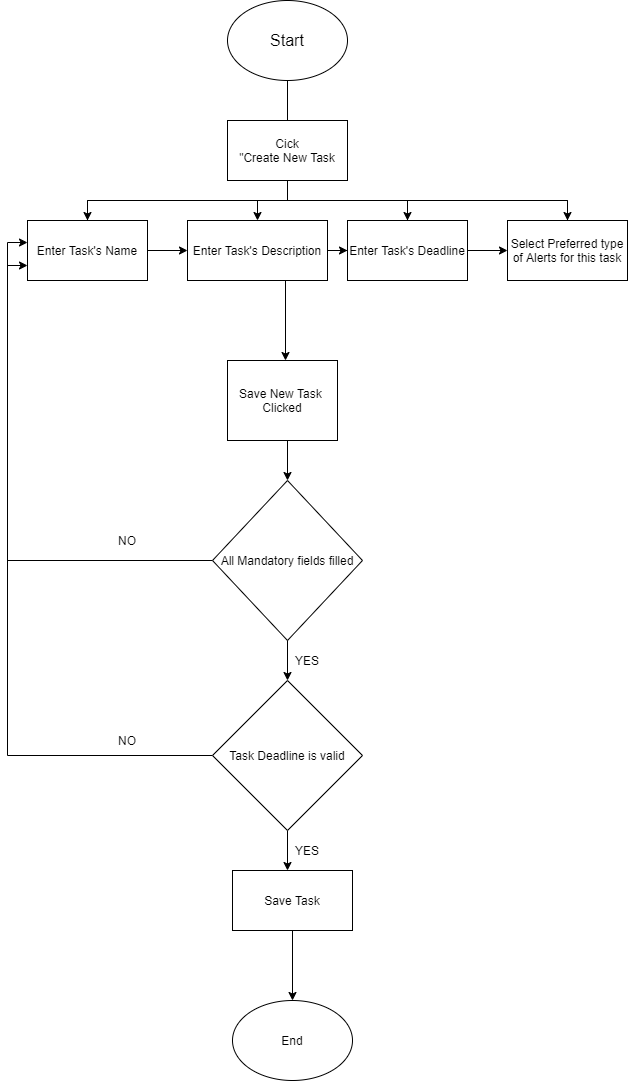 Start
Cick
"Create New Task
Enter Task's Name
Enter Task's Description
Enter Task's Deadline
Select Preferred type
of Alerts for this task
Save New Task
Clicked
NO
All Mandatory fields filled
YES
NO
Task Deadline is valid
YES
Save Task
End